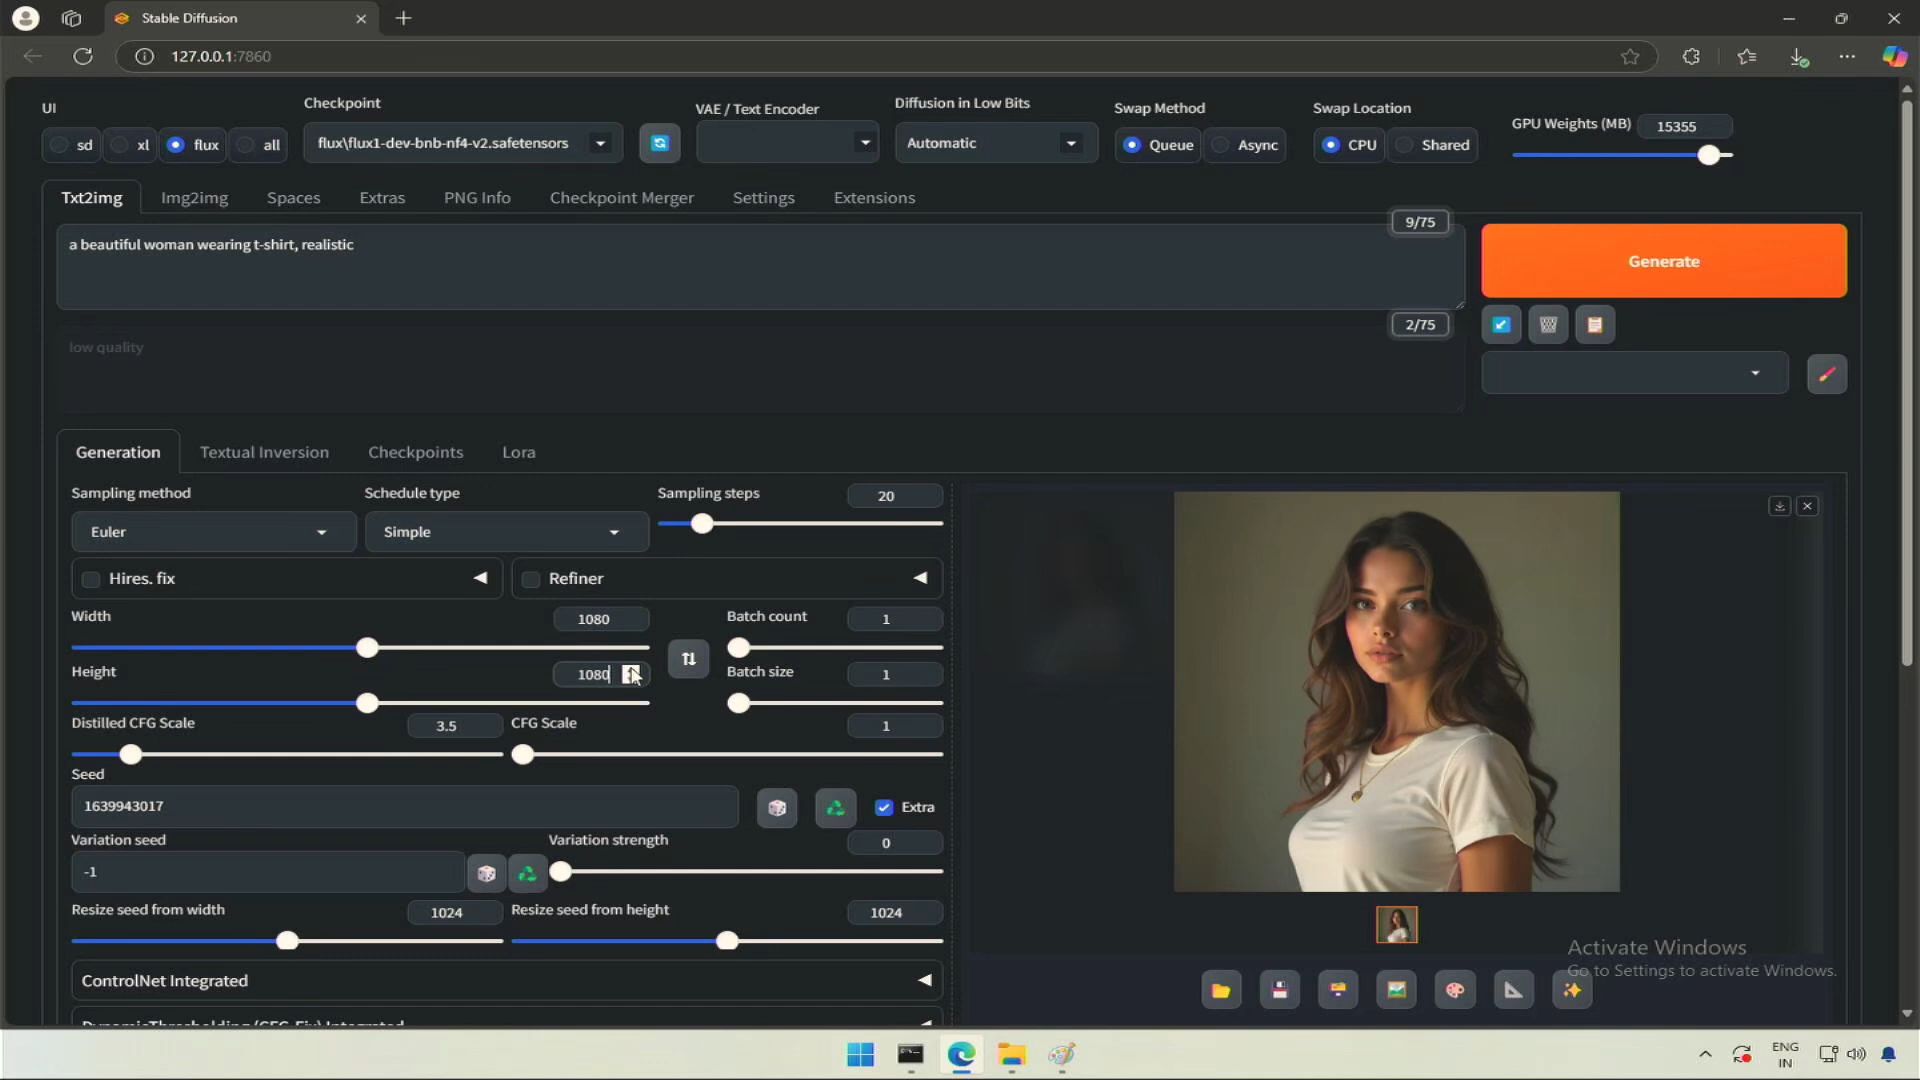 Stable Diffusion
127.0.0.1:7860
UI
Checkpoint
VAE / Text Encoder
Diffusion in Low Bits
Swap Method
Swap Location
GPU Weights (MB)
15355
sd
xl
flux
all
flux\flux1-dev-bnb-nf4-v2.safetensors
Automatic
Queue
Async
CPU
Shared
Txt2img
Img2img
Spaces
Extras
PNG Info
Checkpoint Merger
Settings
Extensions
9/75
a beautiful woman wearing t-shirt, realistic
Generate
2/75
low quality
Generation
Textual Inversion
Checkpoints
Lora
Sampling method
Schedule type
Sampling steps
20
Euler
Simple
Hires. fix
Refiner
Width
1080
Batch count
1
Height
1080
Batch size
1
Distilled CFG Scale
3.5
CFG Scale
1
Seed
1639943017
Extra
Variation seed
Variation strength
0
-1
Resize seed from width
1024
Resize seed from height
1024
ControlNet Integrated
Activate Windows
Go to Settings to activate Windows.
ENG
IN